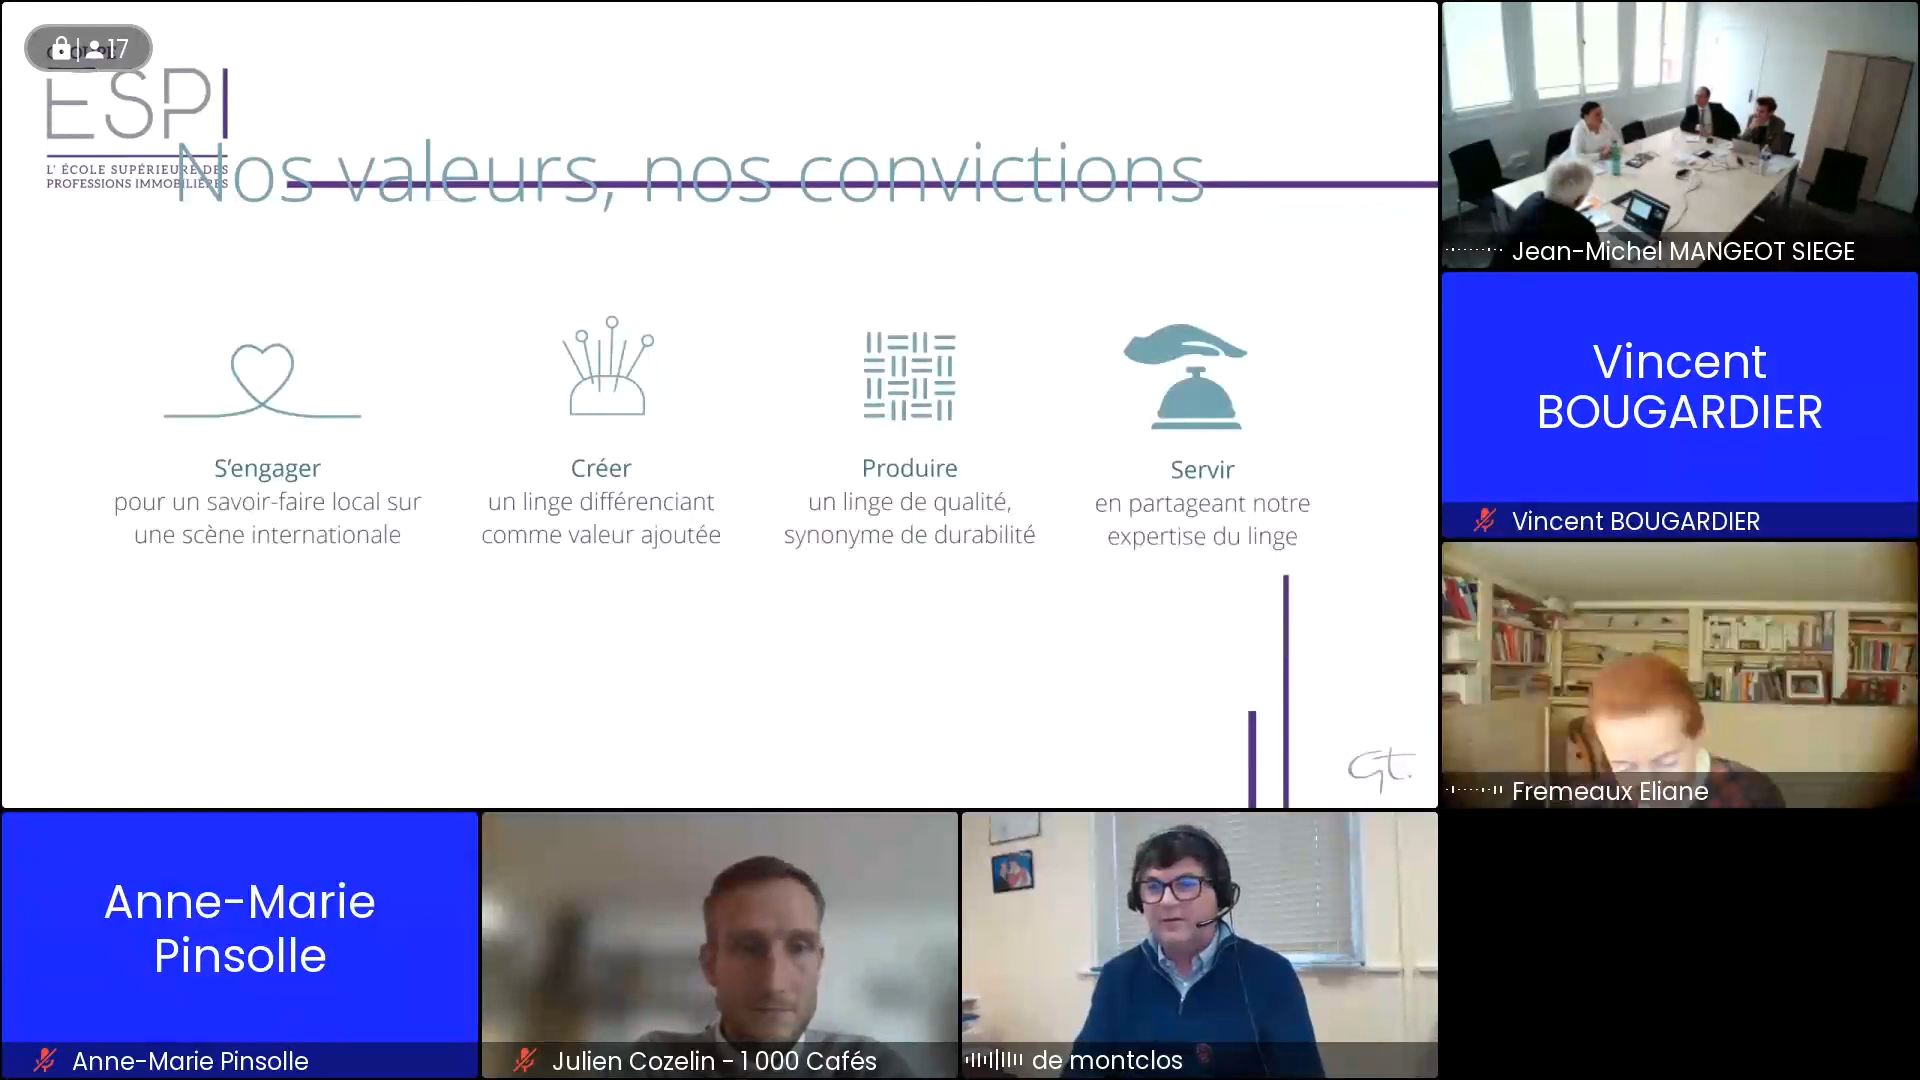 17
ESPI
L' ÉCOLE SUPÉRIEURE DES
PROFESSIONS IMMOBILIÈRES
Nos valeurs, nos convictions
S'engager
pour un savoir-faire local sur
une scène internationale
Créer
un linge différenciant
comme valeur ajoutée
Produire
un linge de qualité,
synonyme de durabilité
Servir
en partageant notre
expertise du linge
Gt.
Jean-Michel MANGEOT SIEGE
Vincent
BOUGARDIER
Vincent BOUGARDIER
Fremeaux Eliane
Anne-Marie
Pinsolle
Anne-Marie Pinsolle
Julien Cozelin - 1 000 Cafés
de montclos